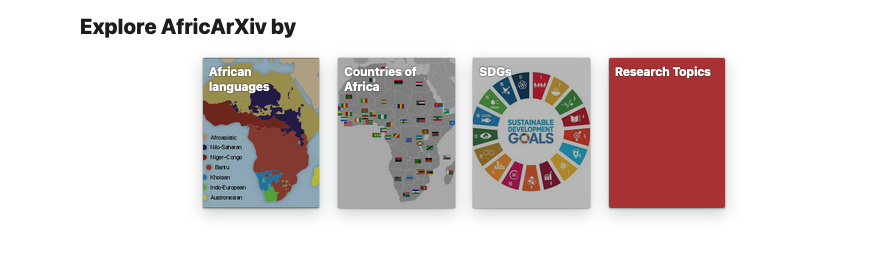 Explore AfricArXiv by
African
languages
Afroasiatic
Nilo-Saharan
Niger-Congo
Bantu
Khoisan
Indo-European
Austronesian
Countries of
Africa
SDGs
SUSTAINABLE
DEVELOPMENT
GOALS
Research Topics